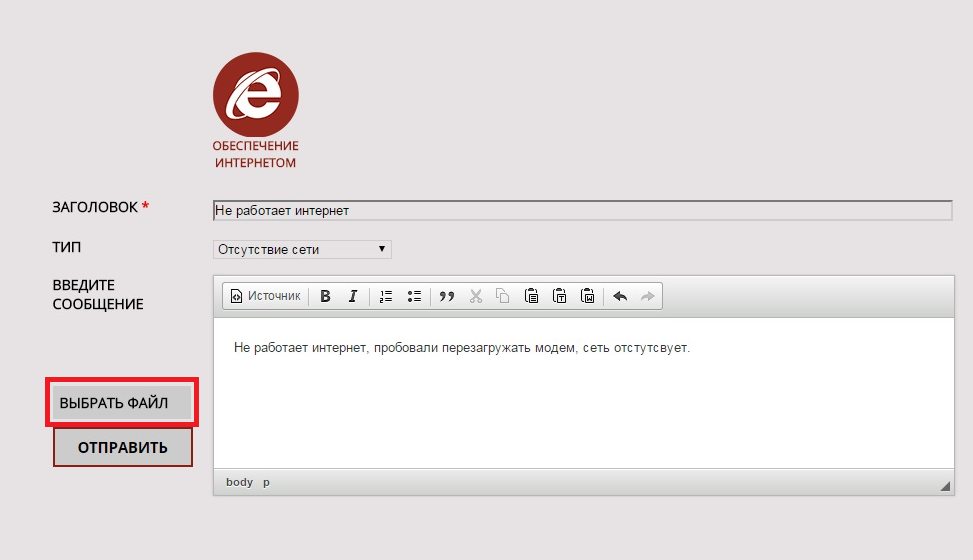 ОБЕСПЕЧЕНИЕ
ИНТЕРНЕТОМ
ЗАГОЛОВОК *
Не работает интернет
ТИП
Отсутствие сети
ВВЕДИТЕ
СООБЩЕНИЕ
Источник
Не работает интернет, пробовали перезагружать модем, сеть отстутсвует.
ВЫБРАТЬ ФАЙЛ
ОТПРАВИТЬ
body p